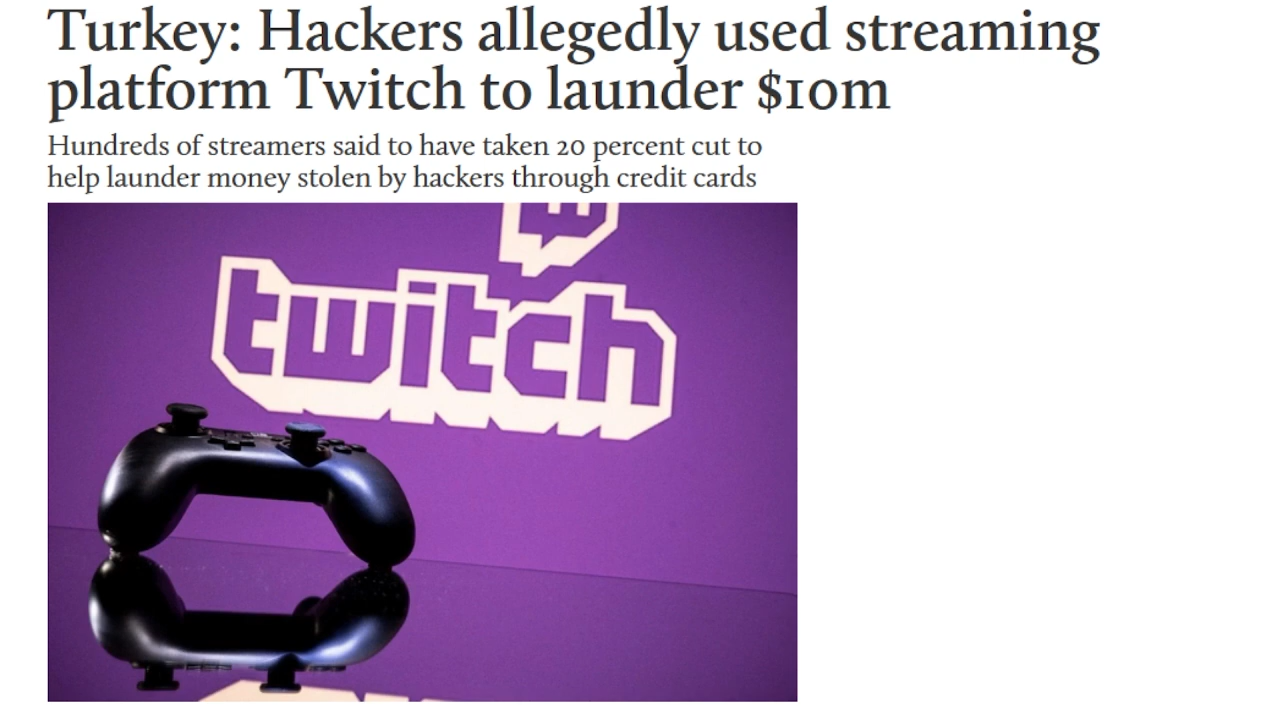 Turkey: Hackers allegedly used streaming
platform Twitch to launder $10m
Hundreds of streamers said to have taken 20 percent cut to
help launder money stolen by hackers through credit cards
twitch